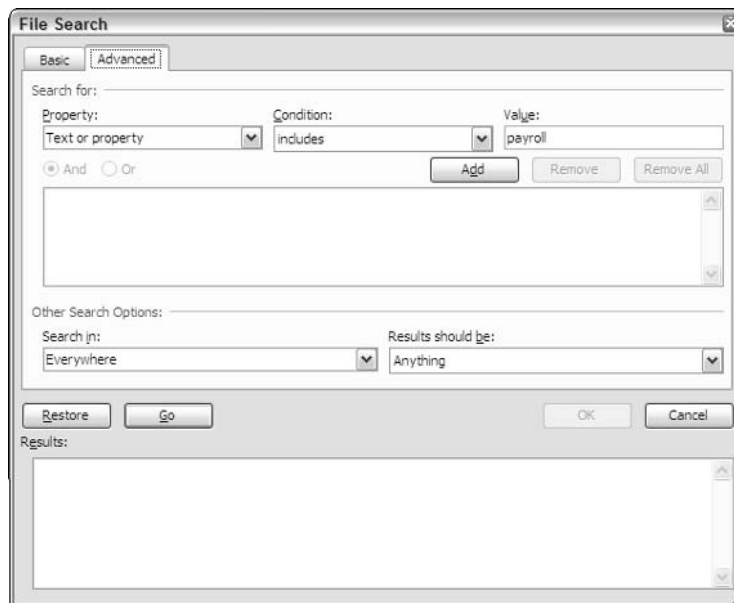 File Search
Basic Advanced
Search for:
Property: Condition: Value:
Text or property includes payroll
And Or Add Remove Remove All
Other Search Options:
Search in: Results should be:
Everywhere Anything
Restore Go OK Cancel
Results: